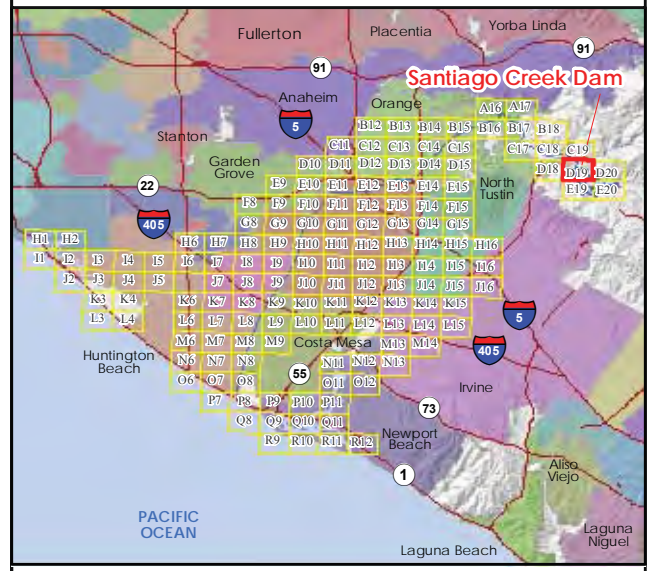 Yorba Linda
Fullerton
Placentia
91
91
Santiago Creek Dam
Anaheim
Orange
A16 A17
5
B12 B13 B14 B15 B16 B17 B18
Stanton
C11 C12 C13 C14 C15 C17 C18 C19
Garden
Grove
D10 D11 D12 D13 D14 D15 D18 D19 D20
22
E9 E10 E11 E12 E13 E14 E15 E19 E20
North
Tustin
F8 F9 F10 F11 F12 F13 F14 F15
405
G8 G9 G10 G11 G12 G13 G14 G15
H1 H2 H6 H7 H8 H9 H10 H11 H12 H13 H14 H15 H16
I1 I2 I3 I4 I5 I6 I7 I8 I9 I10 I11 I12 I13 I14 I15 I16
J2 J3 J4 J5 J7 J8 J9 J10 J11 J12 J13 J14 J15 J16
K3 K4 K6 K7 K8 K9 K10 K11 K12 K13 K14 K15
5
L3 L4 L6 L7 L8 L9 L10 L11 L12 L13 L14 L15
M6 M7 M8 M9 Costa Mesa M13 M14
405
Huntington
Beach
N6 N7 N8 N11 N12 N13
55
O6 O7 O8 O11 O12
Irvine
P7 P8 P9 P10 P11
73
Q8 Q9 Q10 Q11
Newport
Beach
R9 R10 R11 R12
1
Aliso
Viejo
PACIFIC
OCEAN
Laguna
Niguel
Laguna Beach